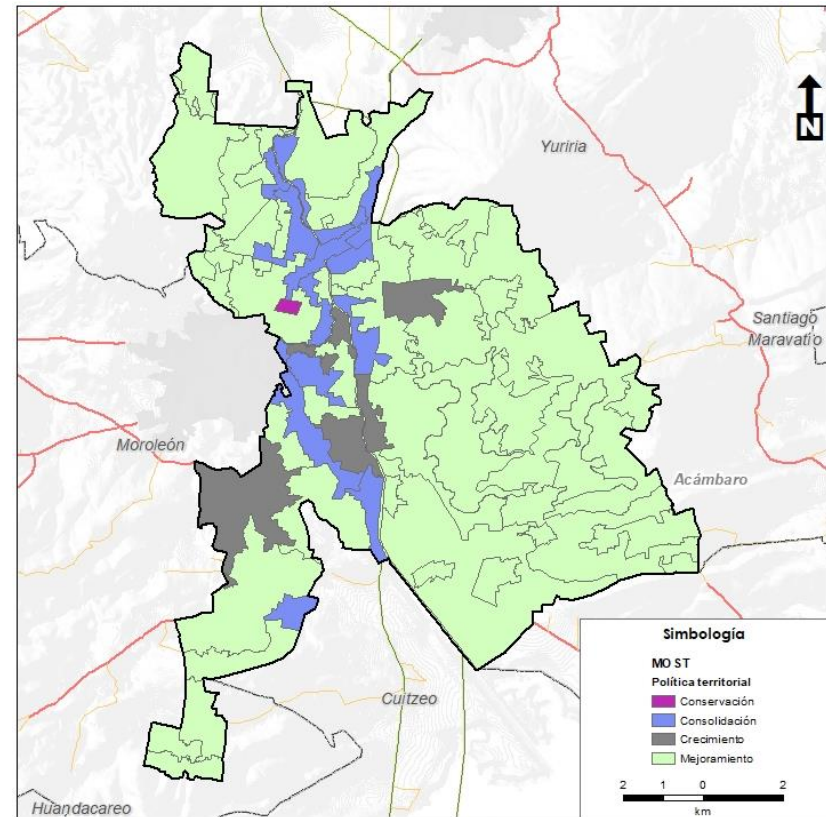 N
Yuriria
Santiago
Maravatío
Moroleón
Acámbaro
Cuitzeo
Huandacareo
Simbología
MOST
Política territorial
Conservación
Consolidación
Crecimiento
Mejoramiento
2 1 0 2
km